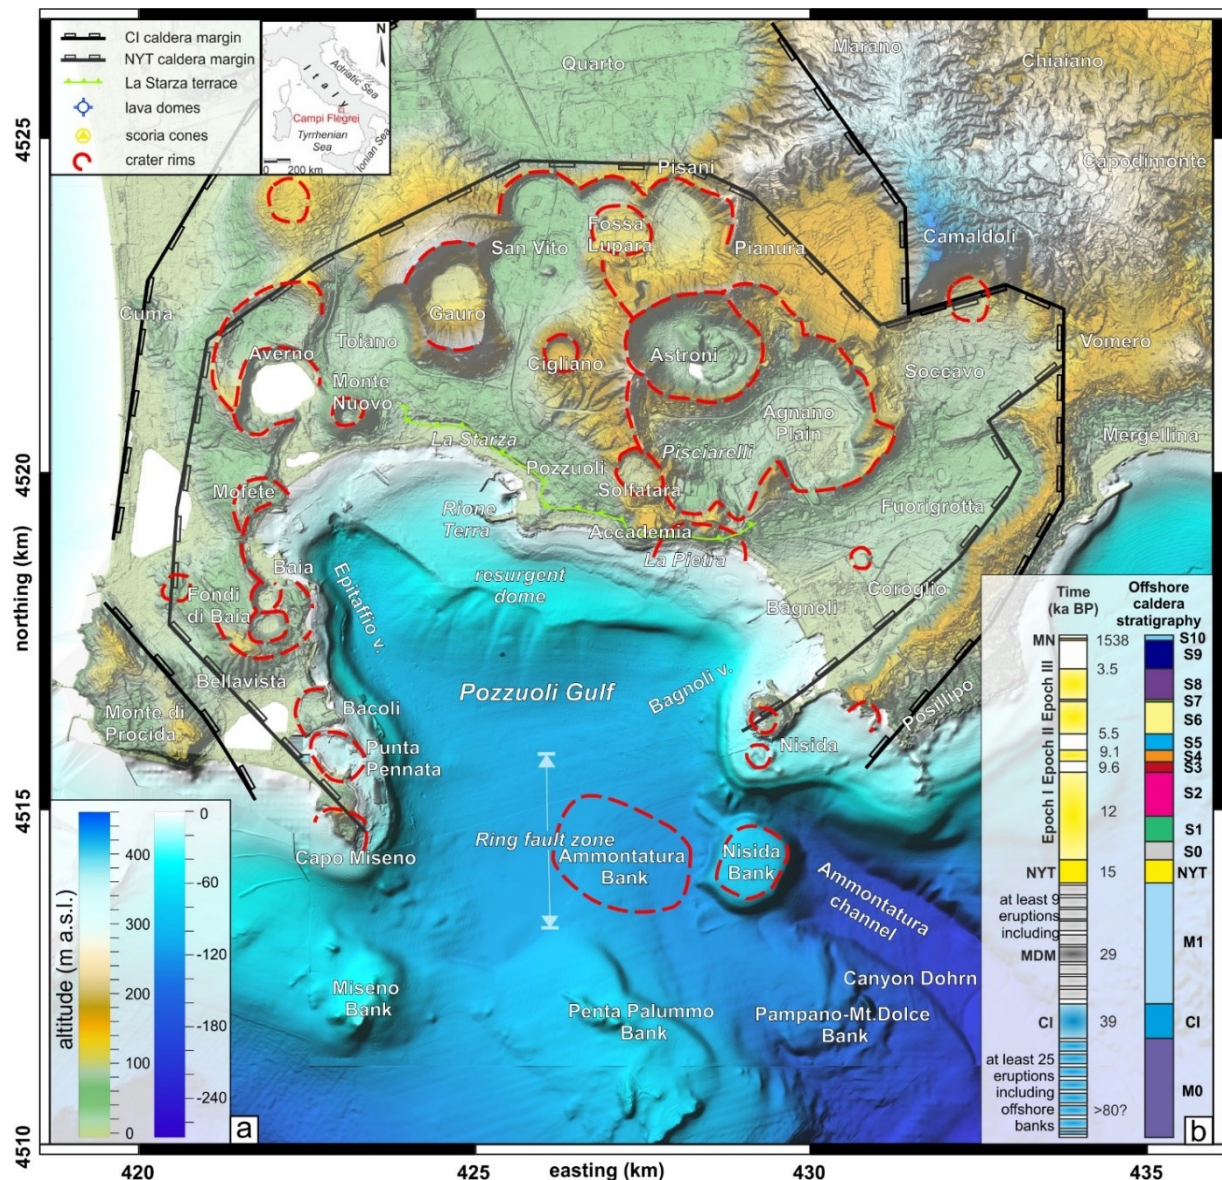 CI caldera margin
NYT caldera margin
La Starza terrace
lava domes
scoria cones
crater rims
N
Italy
Adriatic Sea
Campi Flegrei
Tyrrhenian
Sea
Ionian Sea
0 200 km
Quarto
Marano
Chiaiano
Pisani
Capodimonte
Fossa
Lupara
San Vito
Pianura
Camaldoli
Cuma
Gauro
Toiano
Averno
Cigliano
Astroni
Vomero
Soccavo
Monte
Nuovo
Agnano
Plain
La Starza
Pisciarelli
Mergellina
Pozzuoli
Mofete
Solfatara
Fuorigrotta
Rione
Terra
Accademia
La Pietra
Baia
Epitaffio v.
resurgent
dome
Fondi
di Baia
Bagnoli
Coroglio
Bellavista
Pozzuoli Gulf
Bagnoli v.
Posillipo
Monte di
Procida
Bacoli
Punta
Pennata
Nisida
Ring fault zone
Ammontatura
Bank
Nisida
Bank
Capo Miseno
Ammontatura
channel
Miseno
Bank
Canyon Dohrn
Penta Palummo
Bank
Pampano-Mt.Dolce
Bank
altitude (m a.s.l.)
400
300
200
100
0
0
-60
-120
-180
-240
a
Time
(ka BP)
Offshore
caldera
stratigraphy
MN
1538
S10
S9
3.5
Epoch III
S8
S7
Epoch II
S6
5.5
S5
9.1
S4
9.6
S3
Epoch I
S2
12
S1
S0
NYT
15
NYT
at least 9
eruptions
including
M1
MDM
29
CI
39
CI
at least 25
eruptions
including
offshore
banks
>80?
M0
b
northing (km)
4525
4520
4515
4510
420
425
430
435
easting (km)